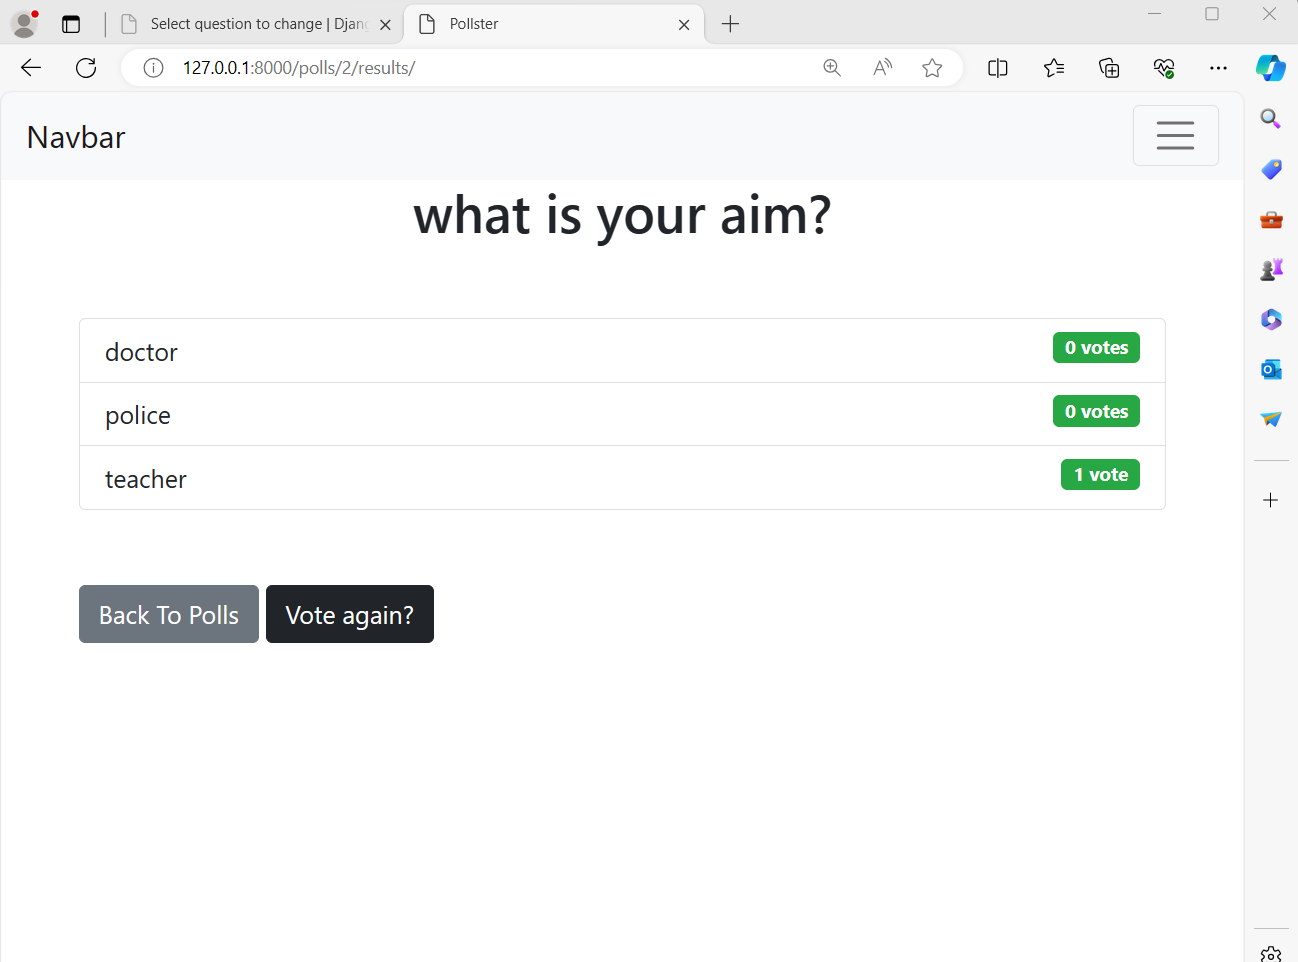 Select question to change | Djan
Pollster
127.0.0.1:8000/polls/2/results/
Navbar
what is your aim?
doctor
0 votes
police
0 votes
teacher
1 vote
Back To Polls
Vote again?